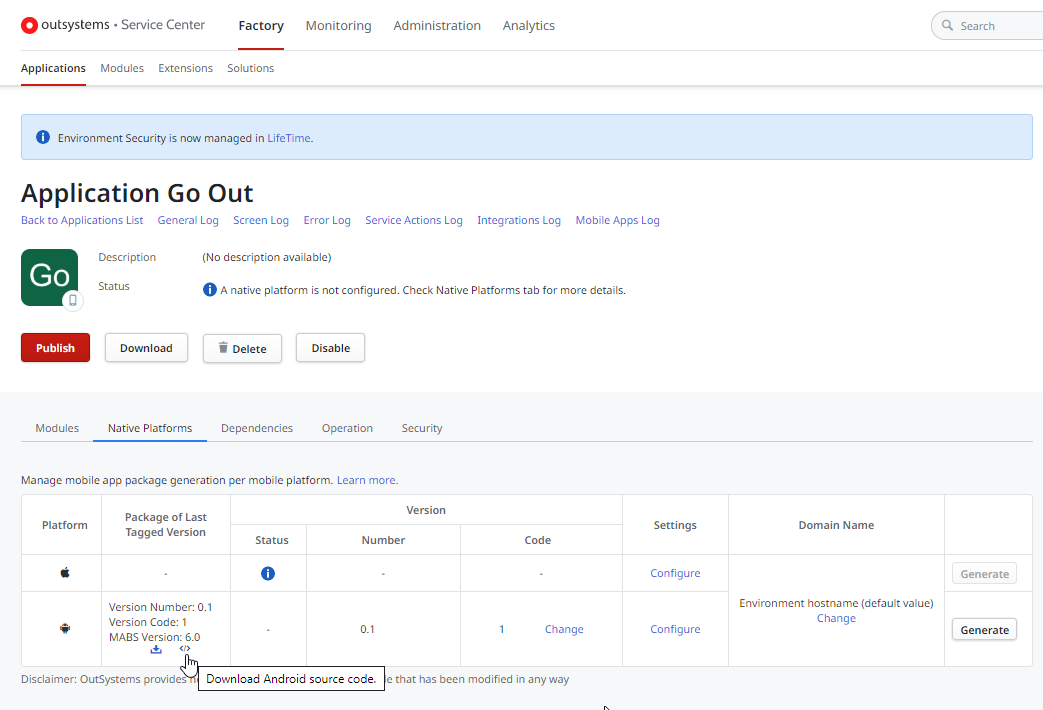 outsystems • Service Center Factory Monitoring Administration Analytics Search
Applications Modules Extensions Solutions
Environment Security is now managed in LifeTime.
Application Go Out
Back to Applications List General Log Screen Log Error Log Service Actions Log Integrations Log Mobile Apps Log
Go
Description (No description available)
Status A native platform is not configured. Check Native Platforms tab for more details.
Publish Download Delete Disable
Modules Native Platforms Dependencies Operation Security
Manage mobile app package generation per mobile platform. Learn more.
Platform Package of Last Tagged Version Version Settings Domain Name
Status Number Code
- - - Configure Generate
Version Number: 0.1
Version Code: 1
MABS Version: 6.0
- 0.1 1 Change Configure Generate
Environment hostname (default value)
Change
Download Android source code.
Disclaimer: OutSystems provides that has been modified in any way